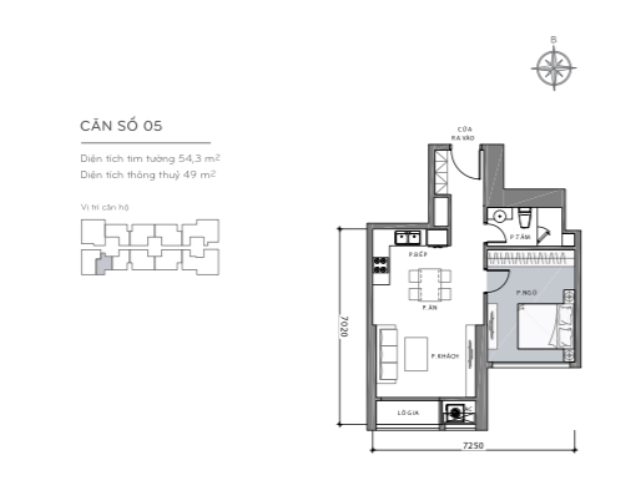 B
CĂN SỐ 05
Diện tích tim tường 54,3 m²
Diện tích thông thuỷ 49 m²
Vị trí căn hộ
CỬA
RA VÀO
P.TẮM
P.BẾP
P.NGỦ
P.ĂN
P.KHÁCH
LÔ GIA
AC
7020
7250